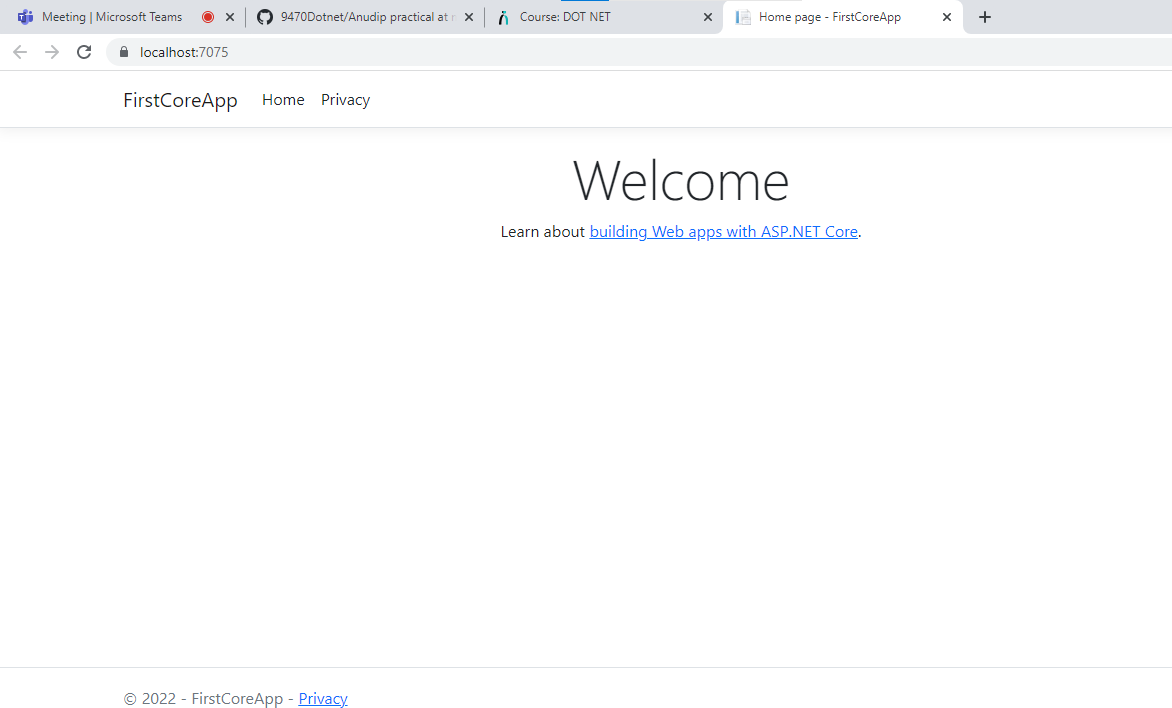 Meeting | Microsoft Teams
9470Dotnet/Anudip practical at
Course: DOT NET
Home page - FirstCoreApp
localhost:7075
FirstCoreApp Home Privacy
Welcome
Learn about building Web apps with ASP.NET Core.
© 2022 - FirstCoreApp - Privacy